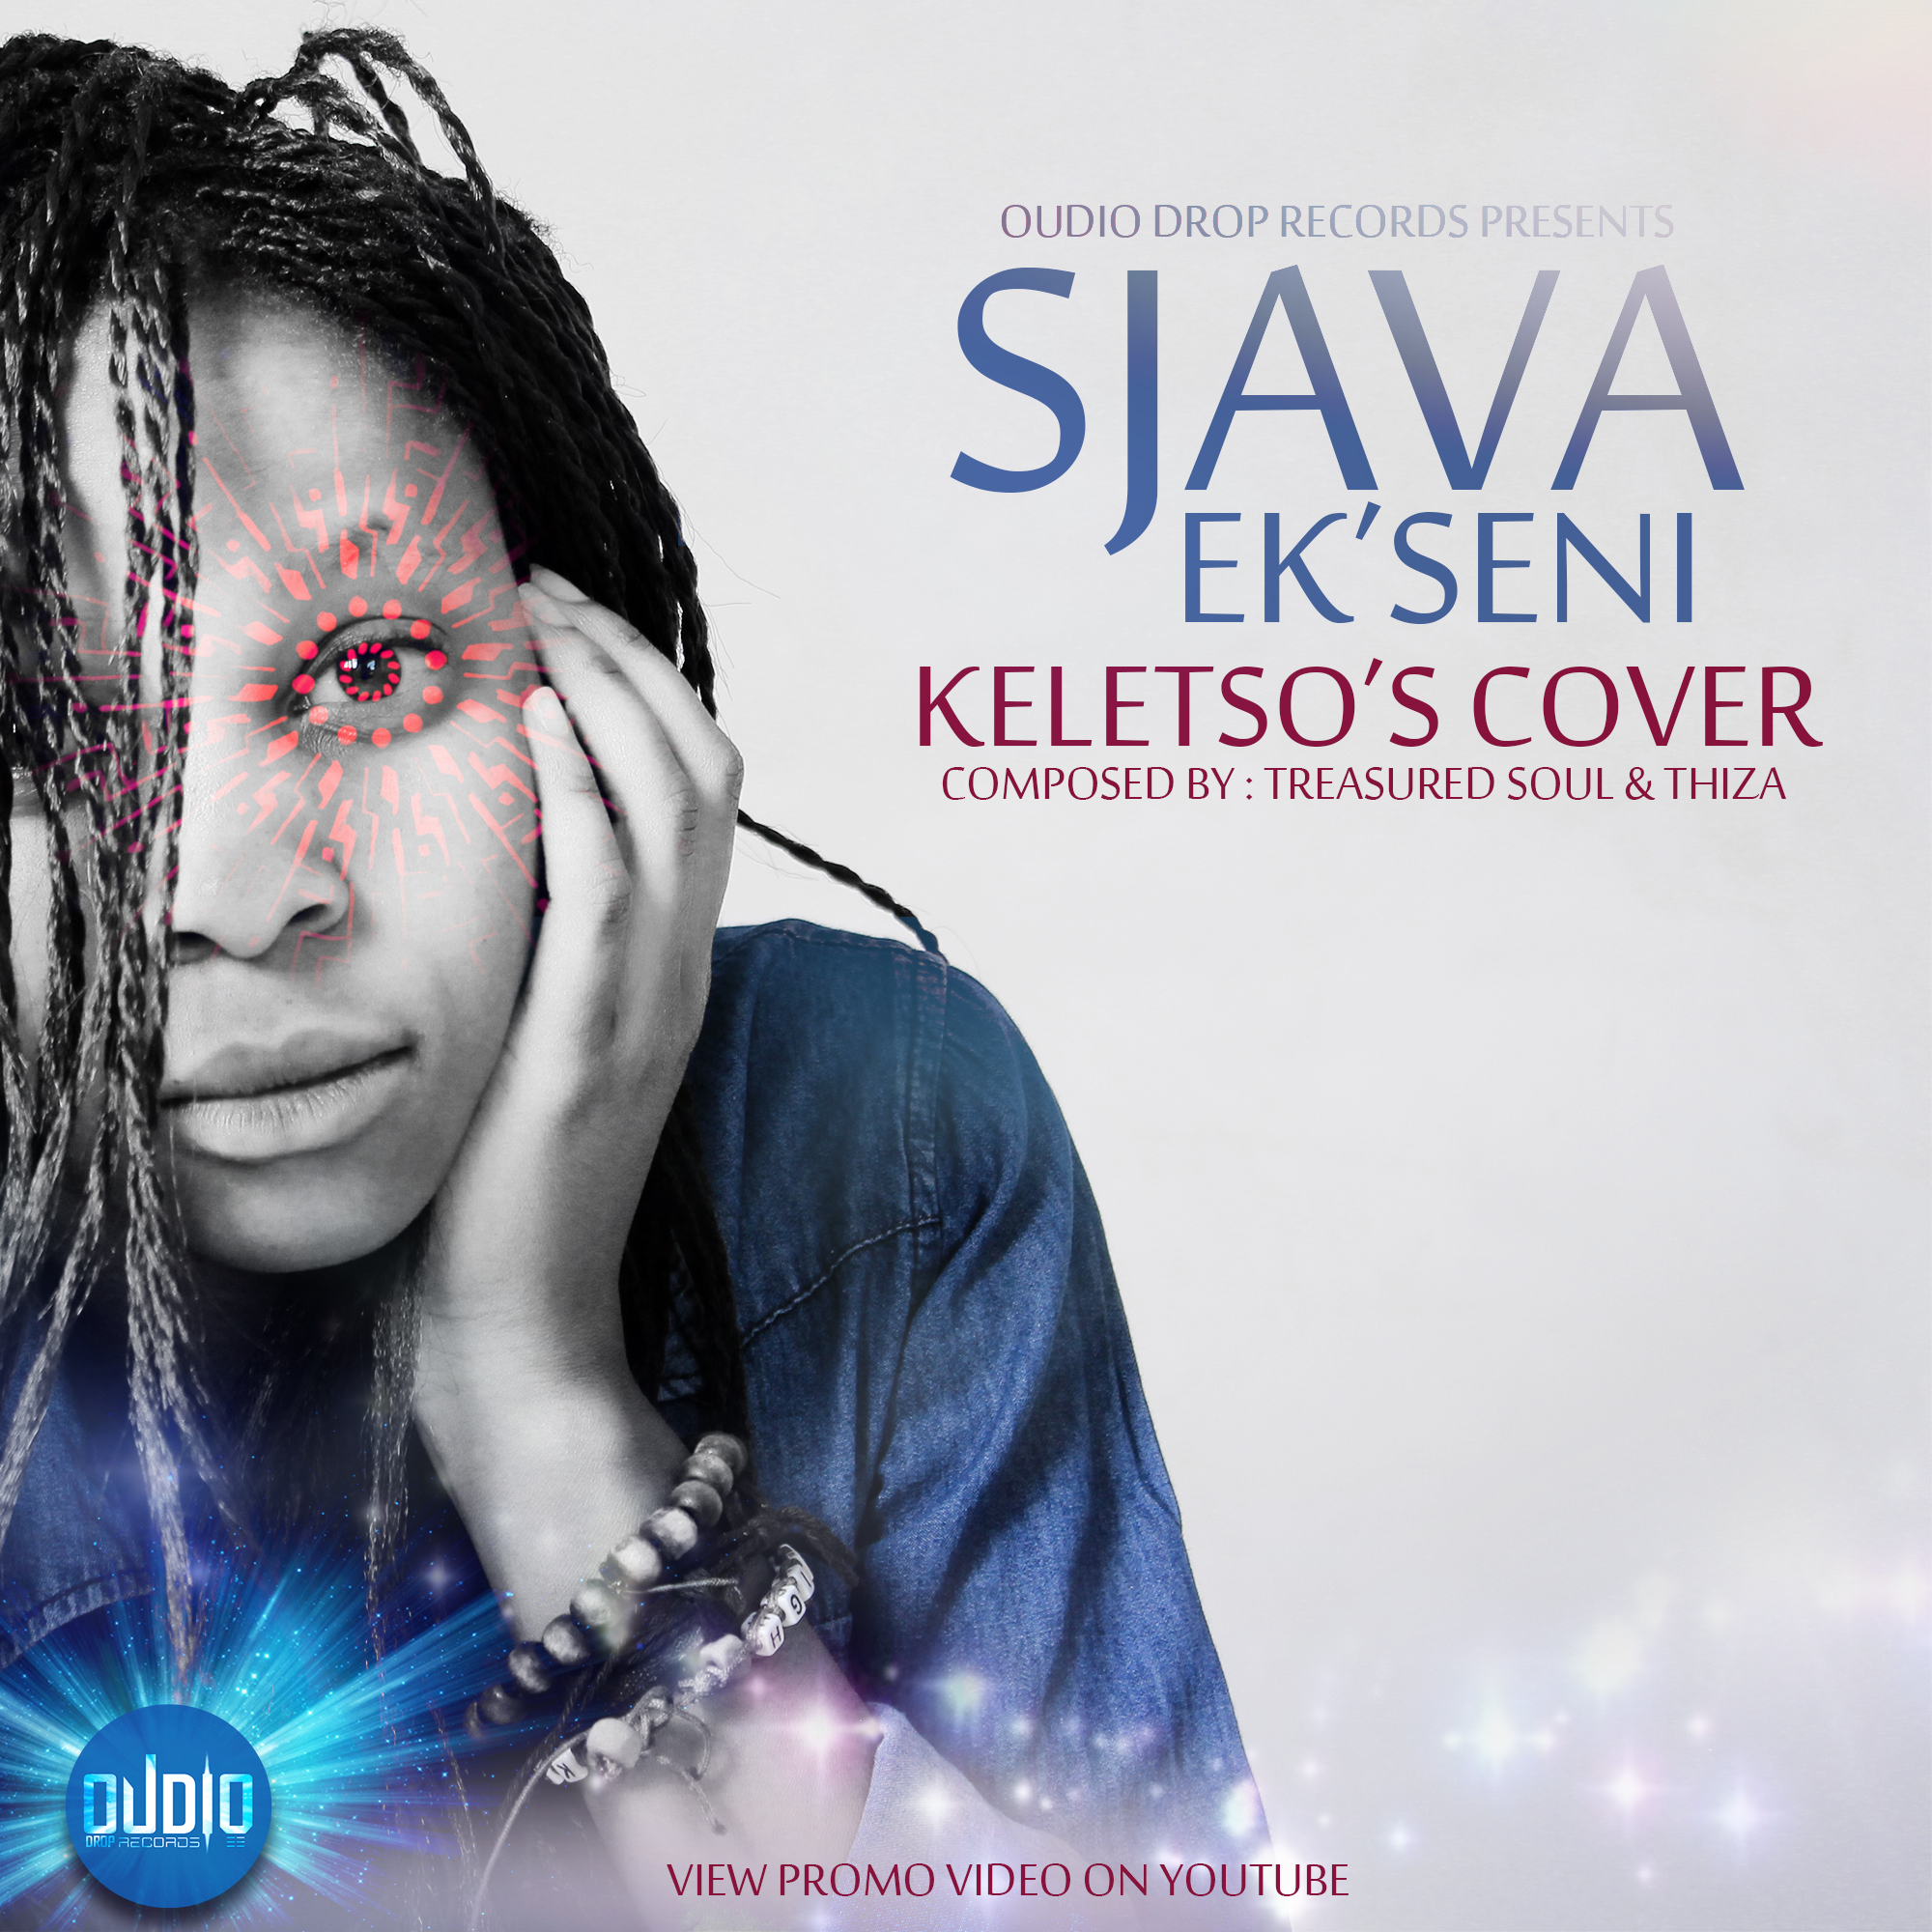 OUDIO DROP RECORDS PRESENTS
SJAVA
EK'SENI
KELETSO'S COVER
COMPOSED BY : TREASURED SOUL & THIZA
OUDIO
DROP RECORDS
VIEW PROMO VIDEO ON YOUTUBE